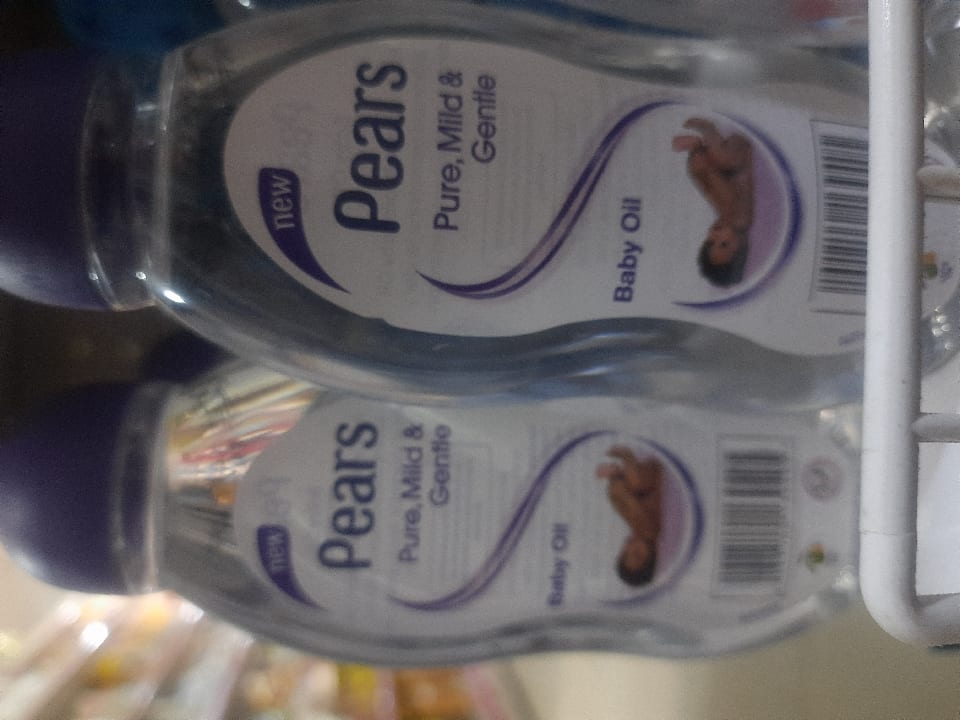 new
Pears
Pure, Mild &
Gentle
Baby Oil
new
Pears
Pure, Mild &
Gentle
Baby Oil